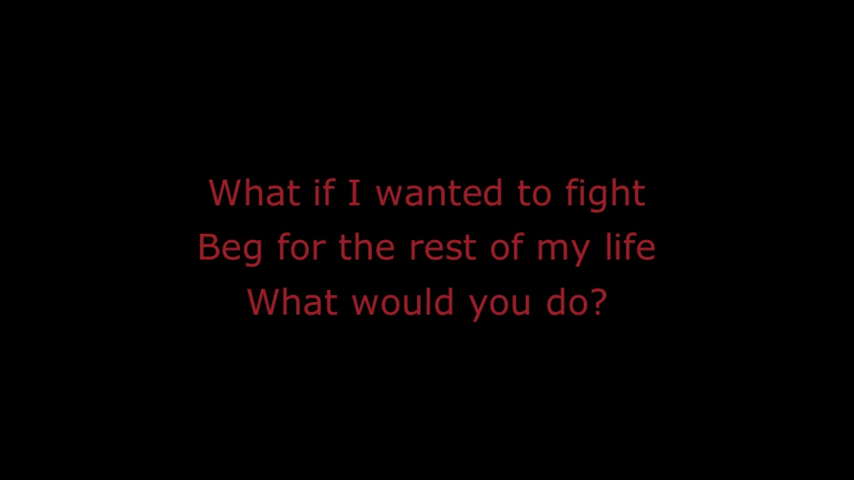 What if I wanted to fight
Beg for the rest of my life
What would you do?